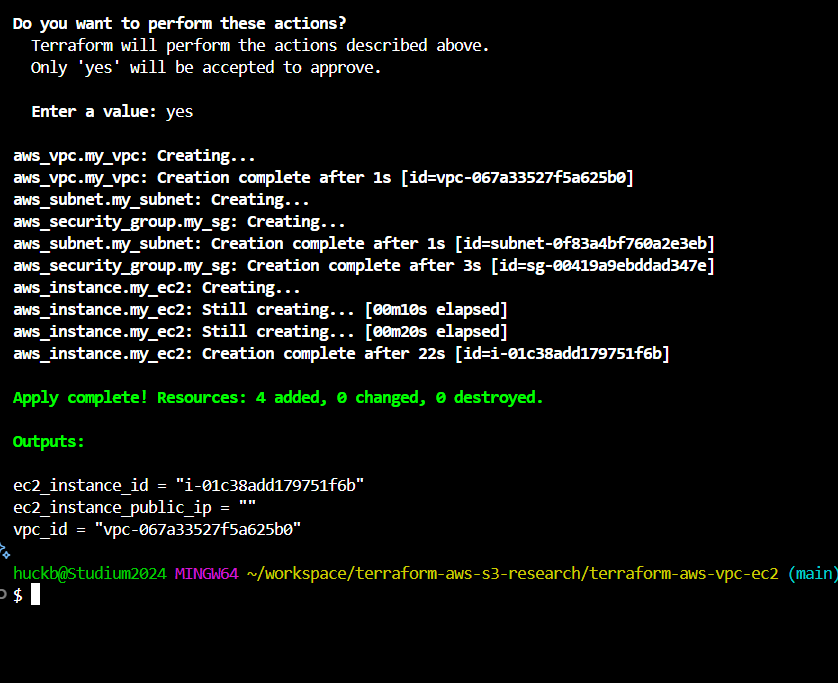 Do you want to perform these actions?
Terraform will perform the actions described above.
Only 'yes' will be accepted to approve.
Enter a value: yes
aws_vpc.my_vpc: Creating...
aws_vpc.my_vpc: Creation complete after 1s [id=vpc-067a33527f5a625b0]
aws_subnet.my_subnet: Creating...
aws_security_group.my_sg: Creating...
aws_subnet.my_subnet: Creation complete after 1s [id=subnet-0f83a4bf760a2e3eb]
aws_security_group.my_sg: Creation complete after 3s [id=sg-00419a9ebddad347e]
aws_instance.my_ec2: Creating...
aws_instance.my_ec2: Still creating... [00m10s elapsed]
aws_instance.my_ec2: Still creating... [00m20s elapsed]
aws_instance.my_ec2: Creation complete after 22s [id=i-01c38add179751f6b]
Apply complete! Resources: 4 added, 0 changed, 0 destroyed.
Outputs:
ec2_instance_id = "i-01c38add179751f6b"
ec2_instance_public_ip = ""
vpc_id = "vpc-067a33527f5a625b0"
huckb@Studium2024 MINGW64 ~/workspace/terraform-aws-s3-research/terraform-aws-vpc-ec2 (main)
$